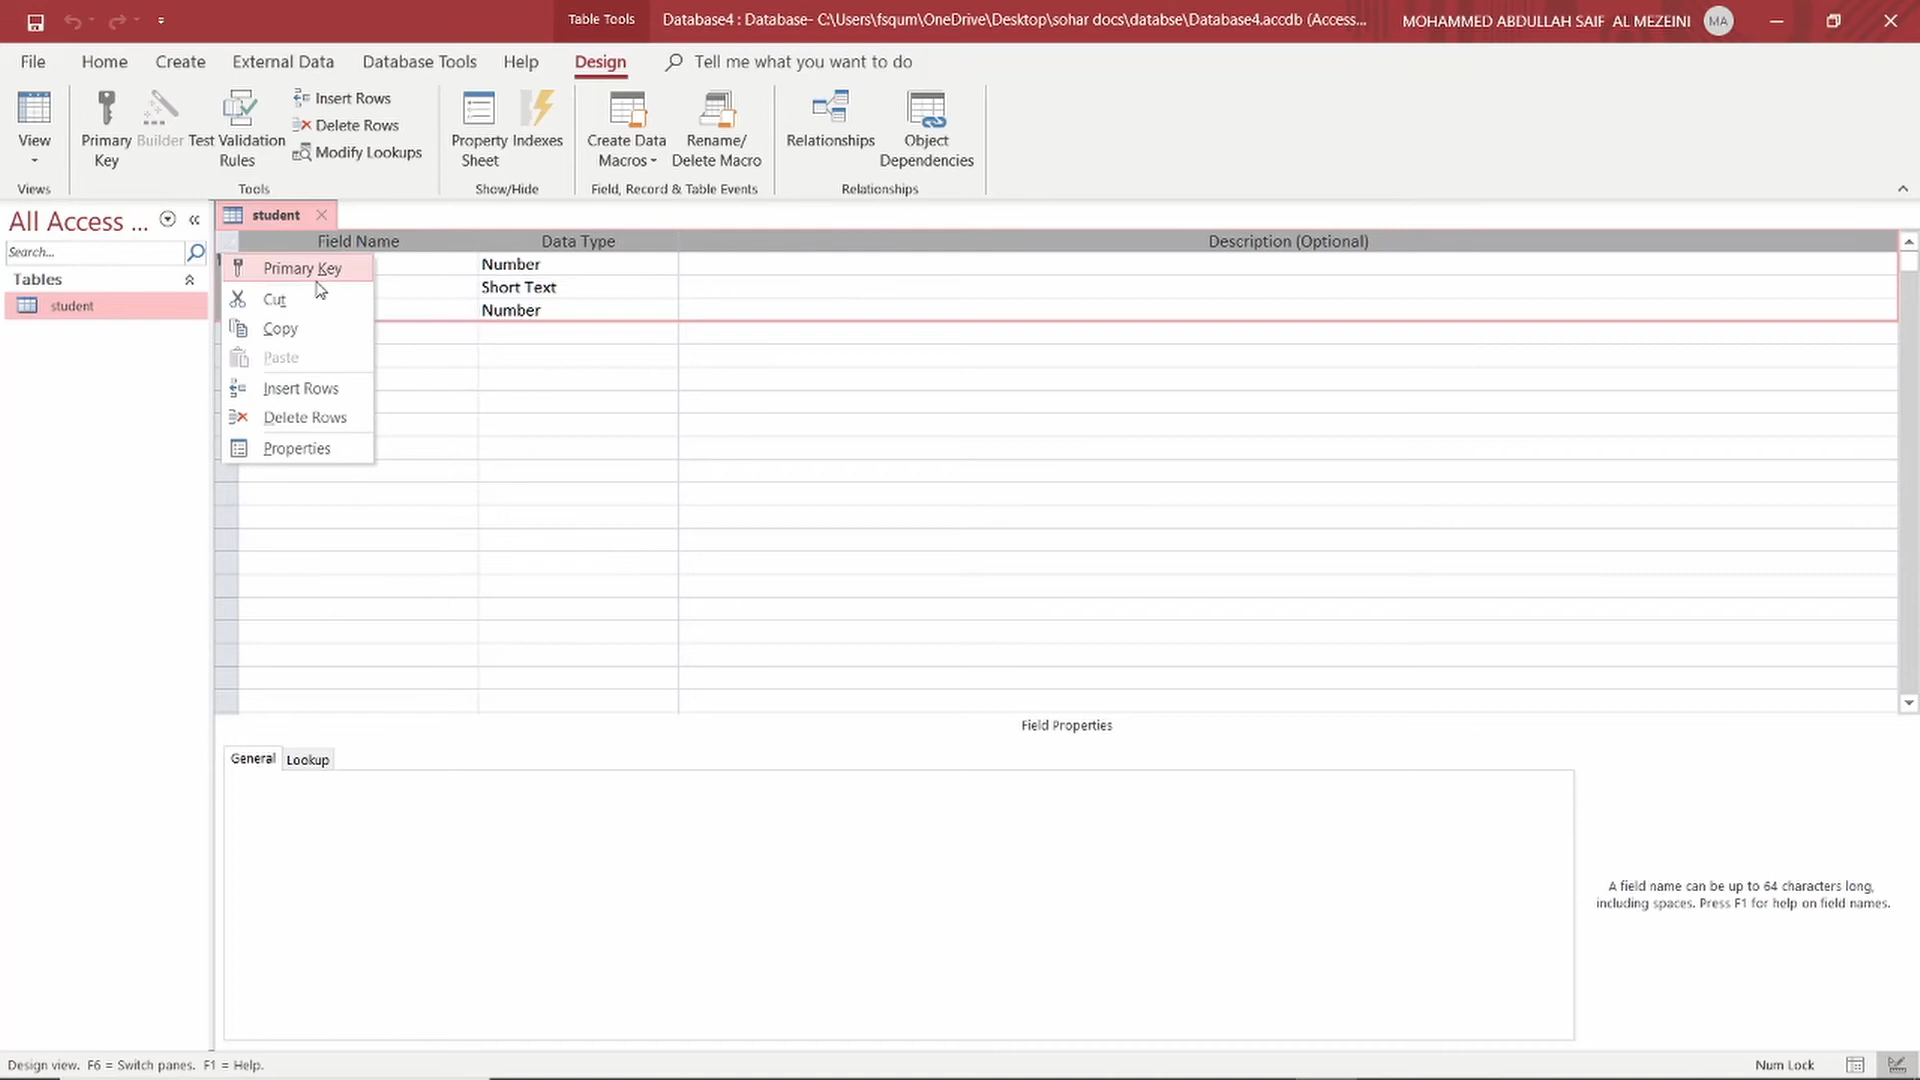 Table Tools
Database4 : Database- C:\Users\fsqum\OneDrive\Desktop\sohar docs\databse\Database4.accdb (Access...
MOHAMMED ABDULLAH SAIF AL MEZEINI
MA
File
Home
Create
External Data
Database Tools
Help
Design
Tell me what you want to do
View
Primary
Key
Builder
Test Validation
Rules
Insert Rows
Delete Rows
Modify Lookups
Property
Sheet
Indexes
Create Data
Macros
Rename/
Delete Macro
Relationships
Object
Dependencies
Views
Tools
Show/Hide
Field, Record & Table Events
Relationships
All Access ...
Search...
Tables
student
student
Field Name
Data Type
Description (Optional)
Number
Short Text
Number
Primary Key
Cut
Copy
Paste
Insert Rows
Delete Rows
Properties
Field Properties
General
Lookup
A field name can be up to 64 characters long,
including spaces. Press F1 for help on field names.
Design view. F6 = Switch panes. F1 = Help.
Num Lock